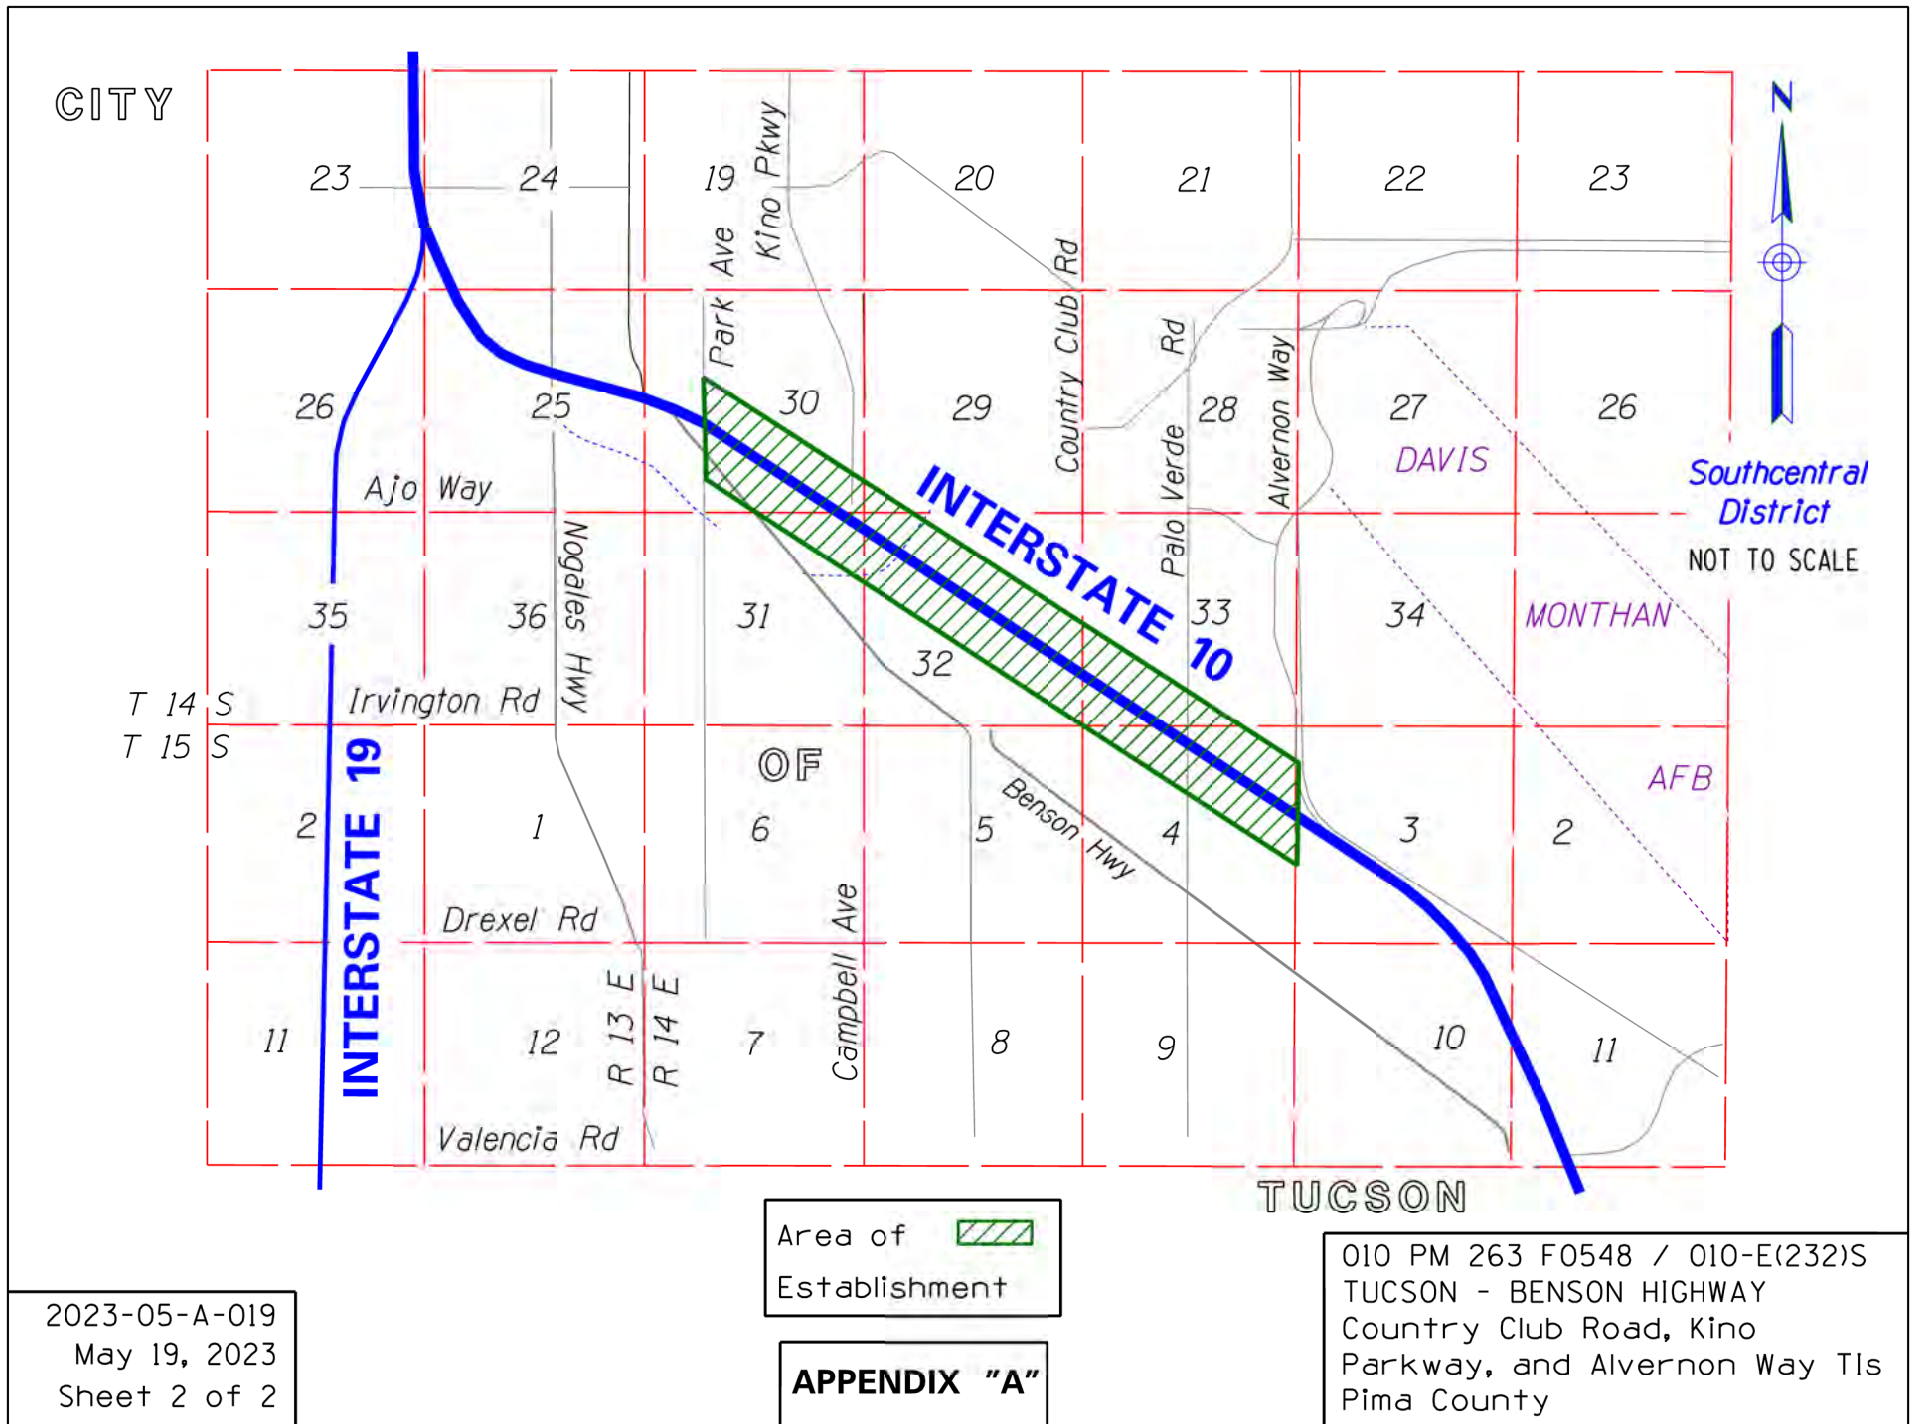 CITY
N
23
24
19
20
21
22
23
Kino Pkwy
Park Ave
Country Club Rd
Palo Verde Rd
Alvernon Way
26
25
30
29
28
27
26
DAVIS
Ajo Way
INTERSTATE 10
Southcentral
District
NOT TO SCALE
Nogales Hwy
35
36
31
32
33
34
MONTHAN
T 14 S
Irvington Rd
T 15 S
OF
AFB
INTERSTATE 19
2
1
6
5
Benson Hwy
4
3
2
Drexel Rd
Campbell Ave
R 13 E
R 14 E
11
12
7
8
9
10
11
Valencia Rd
TUCSON
Area of
Establishment
APPENDIX "A"
2023-05-A-019
May 19, 2023
Sheet 2 of 2
010 PM 263 F0548 / 010-E(232)S
TUCSON - BENSON HIGHWAY
Country Club Road, Kino
Parkway, and Alvernon Way TIs
Pima County